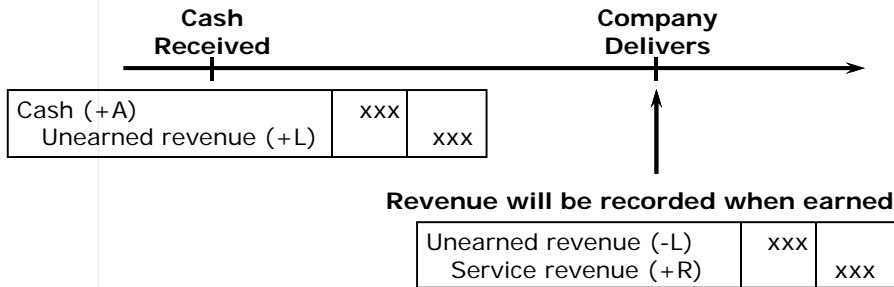 Cash
Received
Company
Delivers
Cash (+A) xxx
Unearned revenue (+L) xxx
Revenue will be recorded when earned
Unearned revenue (-L) xxx
Service revenue (+R) xxx